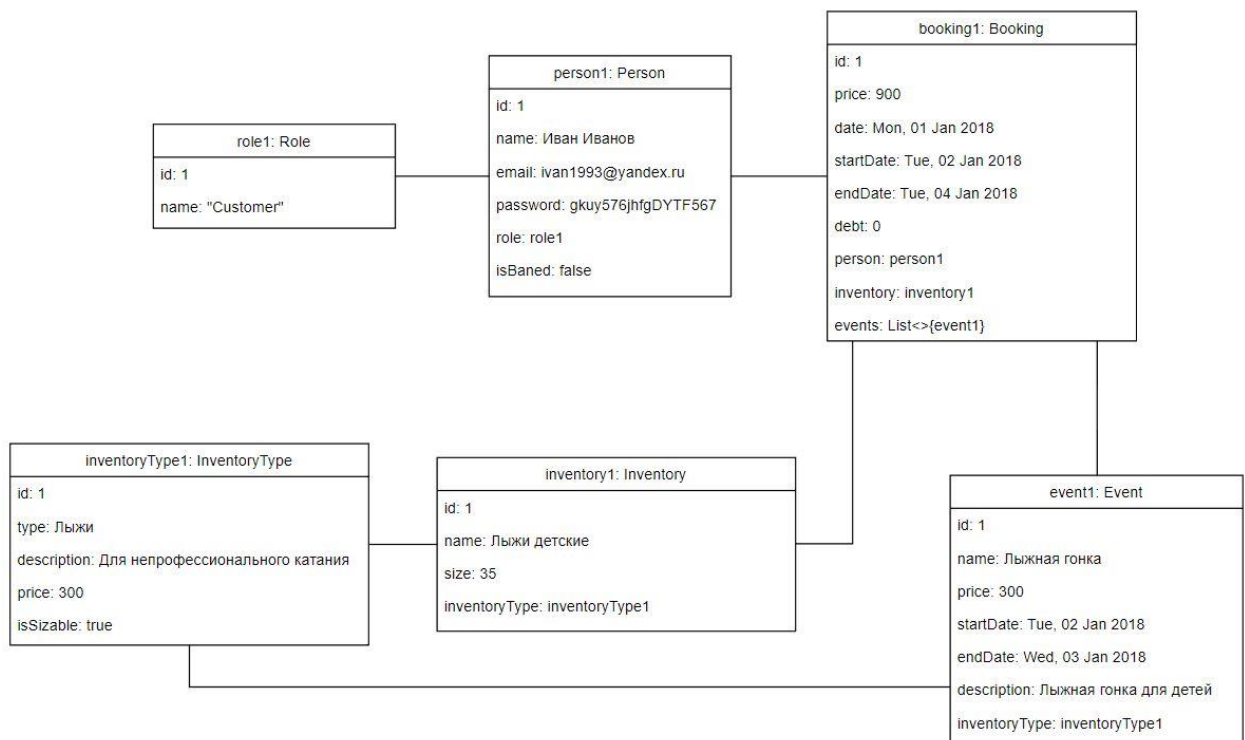 role1: Role
id: 1
name: "Customer"
person1: Person
id: 1
name: Иван Иванов
email: ivan1993@yandex.ru
password: gkuy576jhfgDYTF567
role: role1
isBaned: false
booking1: Booking
id: 1
price: 900
date: Mon, 01 Jan 2018
startDate: Tue, 02 Jan 2018
endDate: Tue, 04 Jan 2018
debt: 0
person: person1
inventory: inventory1
events: List<>{event1}
inventoryType1: InventoryType
id: 1
type: Лыжи
description: Для непрофессионального катания
price: 300
isSizable: true
inventory1: Inventory
id: 1
name: Лыжи детские
size: 35
inventoryType: inventoryType1
event1: Event
id: 1
name: Лыжная гонка
price: 300
startDate: Tue, 02 Jan 2018
endDate: Wed, 03 Jan 2018
description: Лыжная гонка для детей
inventoryType: inventoryType1